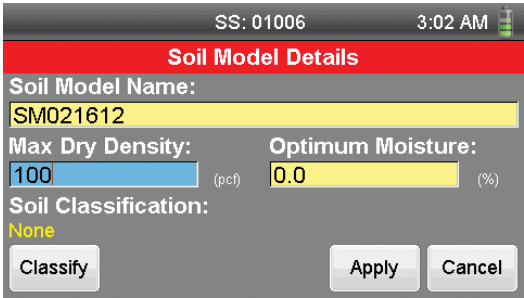 SS: 01006 3:02 AM
Soil Model Details
Soil Model Name:
SM021612
Max Dry Density: Optimum Moisture:
100 (pcf) 0.0 (%)
Soil Classification:
None
Classify Apply Cancel